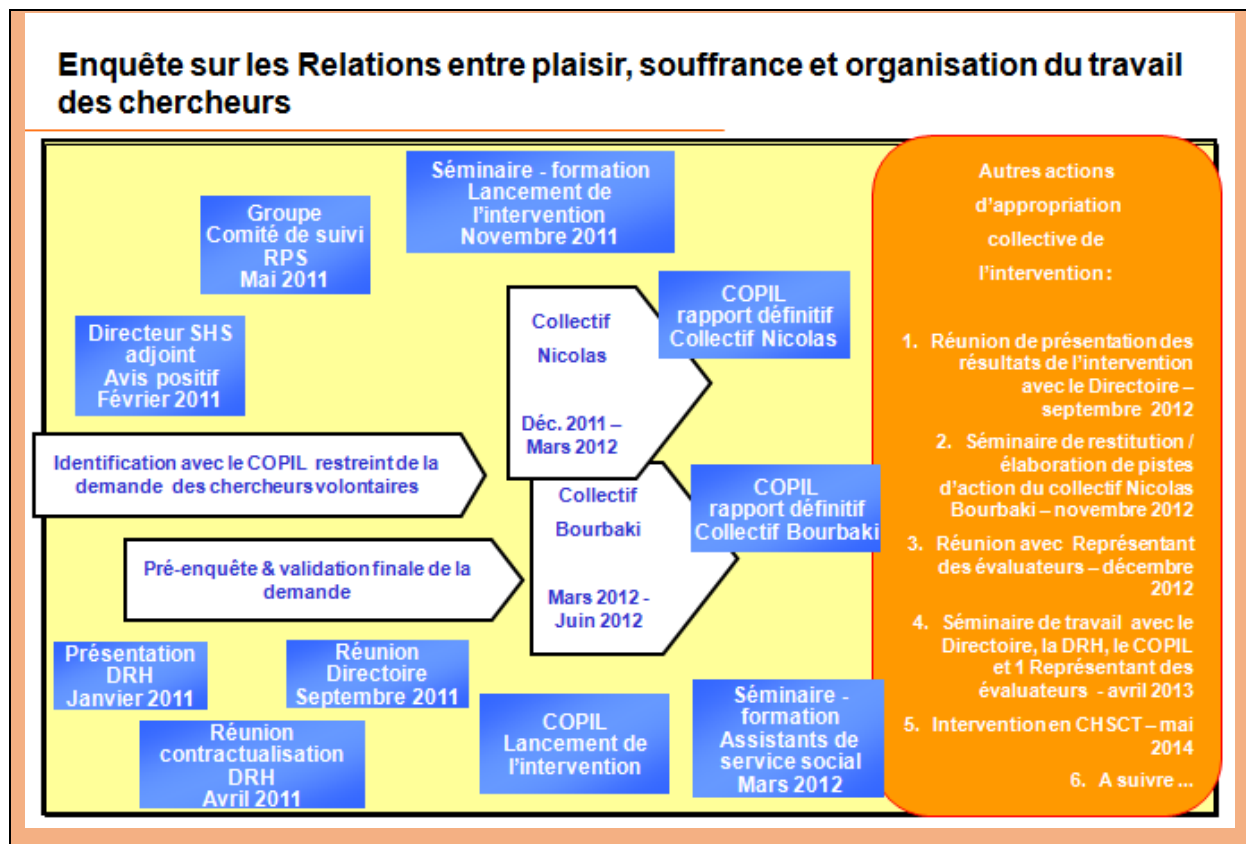 Enquête sur les Relations entre plaisir, souffrance et organisation du travail
des chercheurs
Séminaire - formation
Lancement de
l'intervention
Novembre 2011
Groupe
Comité de suivi
RPS
Mai 2011
Directeur SHS
adjoint
Avis positif
Février 2011
Collectif
Nicolas
Déc. 2011 –
Mars 2012
COPIL
rapport définitif
Collectif Nicolas
Identification avec le COPIL restreint de la
demande des chercheurs volontaires
Collectif
Bourbaki
Mars 2012 -
Juin 2012
COPIL
rapport définitif
Collectif Bourbaki
Pré-enquête & validation finale de la
demande
Présentation
DRH
Janvier 2011
Réunion
Directoire
Septembre 2011
Réunion
contractualisation
DRH
Avril 2011
COPIL
Lancement de
l'intervention
Séminaire -
formation
Assistants de
service social
Mars 2012
Autres actions
d'appropriation
collective de
l'intervention :
1. Réunion de présentation des
résultats de l'intervention
avec le Directoire –
septembre 2012
2. Séminaire de restitution /
élaboration de pistes
d'action du collectif Nicolas
Bourbaki – novembre 2012
3. Réunion avec Représentant
des évaluateurs – décembre
2012
4. Séminaire de travail avec le
Directoire, la DRH, le COPIL
et 1 Représentant des
évaluateurs - avril 2013
5. Intervention en CHSCT – mai
2014
6. A suivre ...